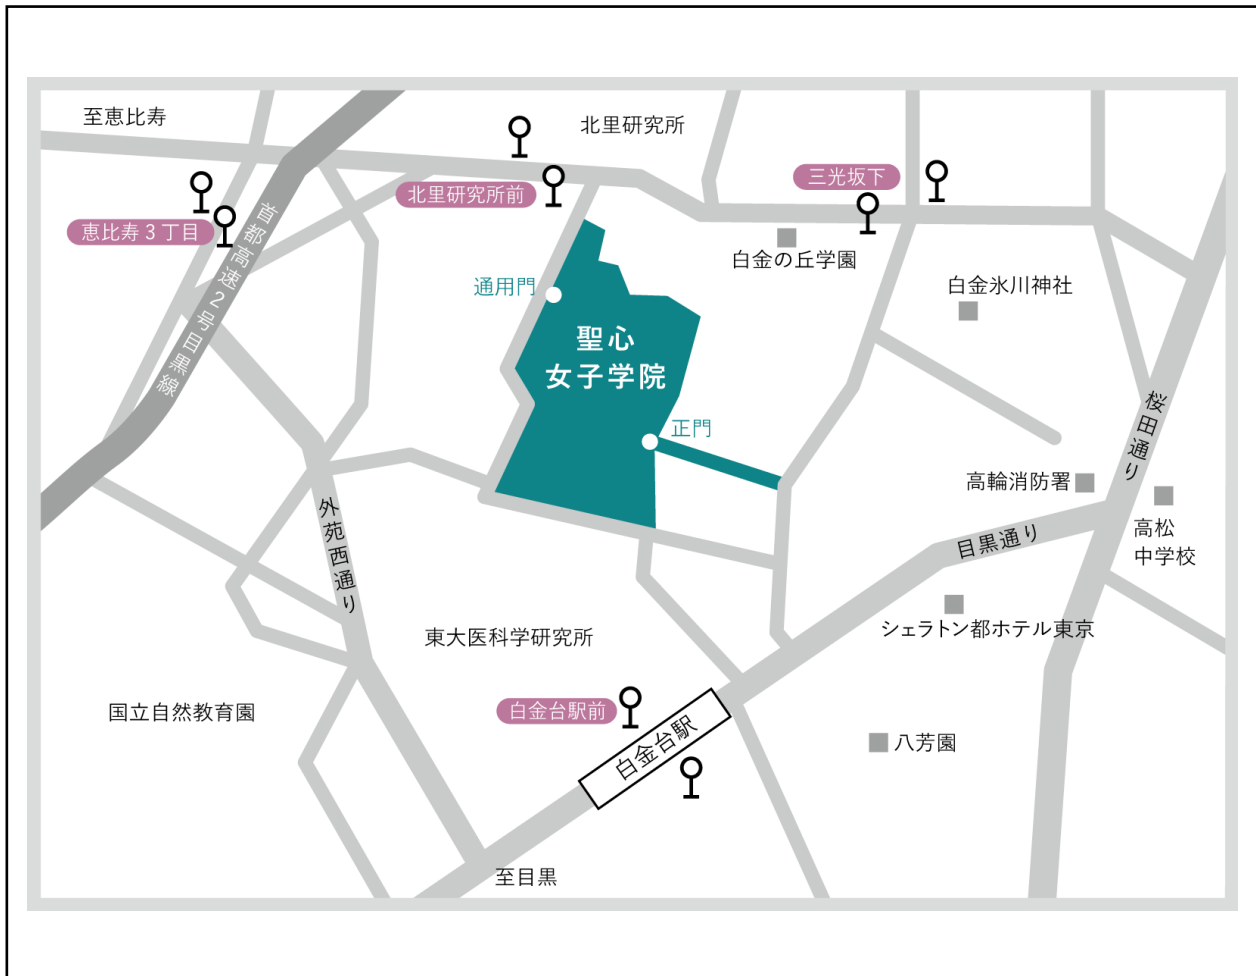 至恵比寿
北里研究所
三光坂下
北里研究所前
恵比寿3丁目
首都高速2号目黒線
白金の丘学園
通用門
白金氷川神社
聖心
女子学院
正門
桜田通り
高輪消防署
外苑西通り
目黒通り
高松
中学校
シェラトン都ホテル東京
東大医科学研究所
国立自然教育園
白金台駅前
白金台駅
八芳園
至目黒